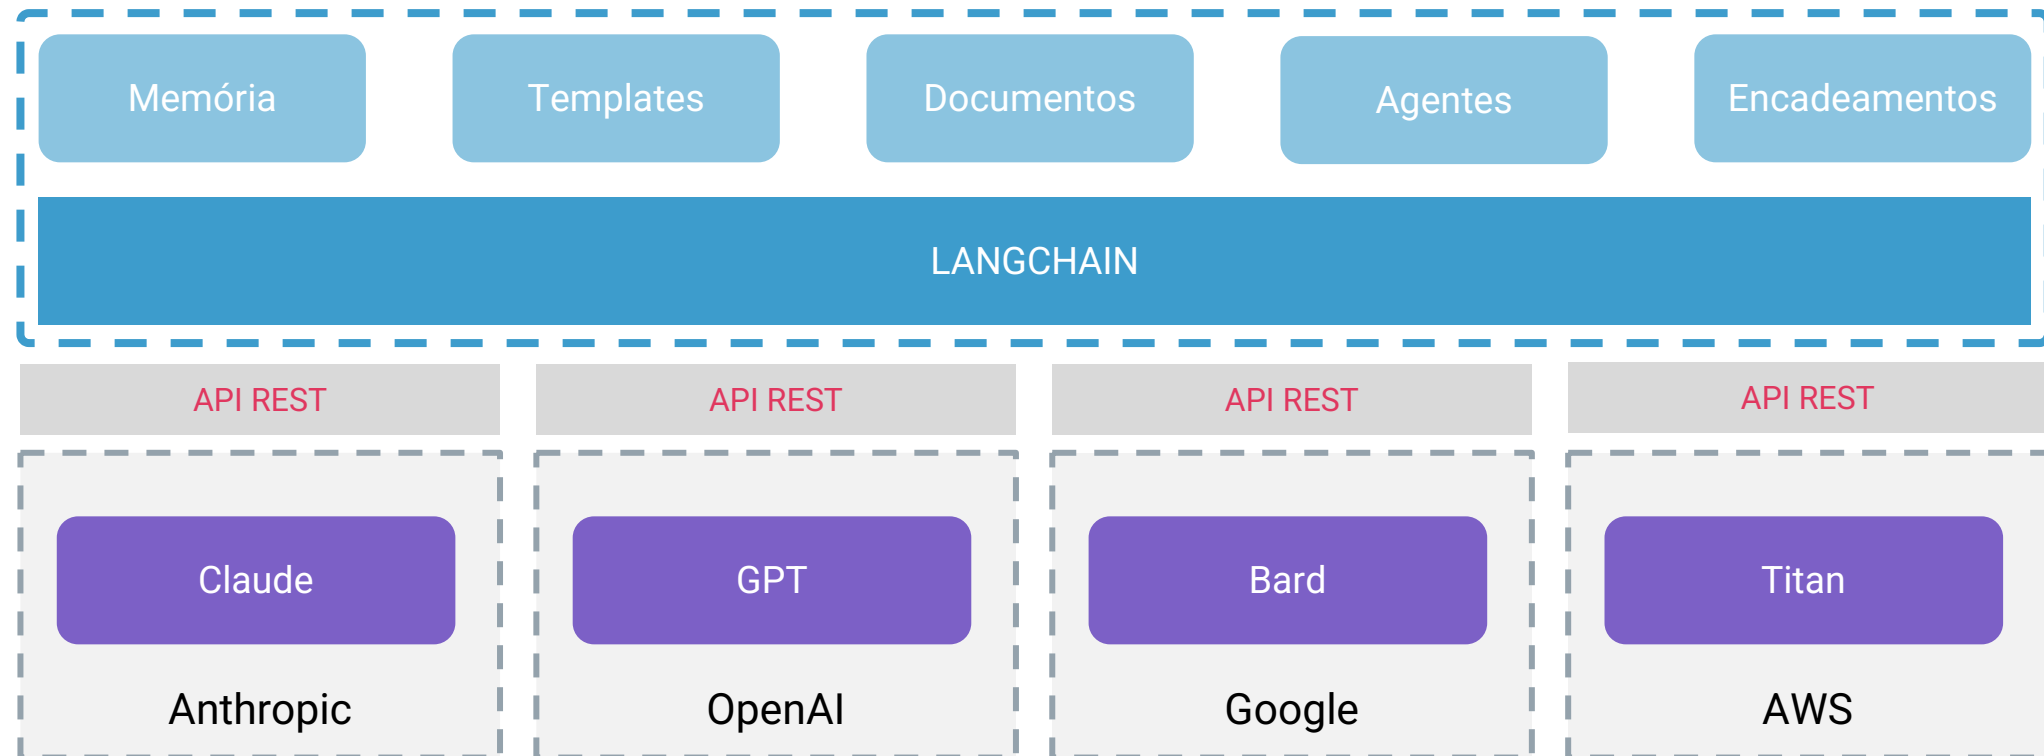 Memória
Templates
Documentos
Agentes
Encadeamentos
LANGCHAIN
API REST
API REST
API REST
API REST
Claude
GPT
Bard
Titan
Anthropic
OpenAI
Google
AWS